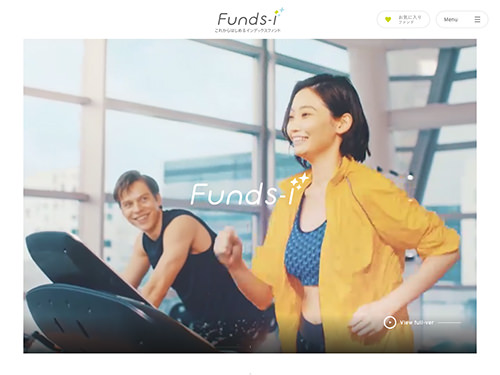 Funds-i
これからはじめるインデックスファンド
お気に入り
ファンド
Menu
Funds-i
View full ver